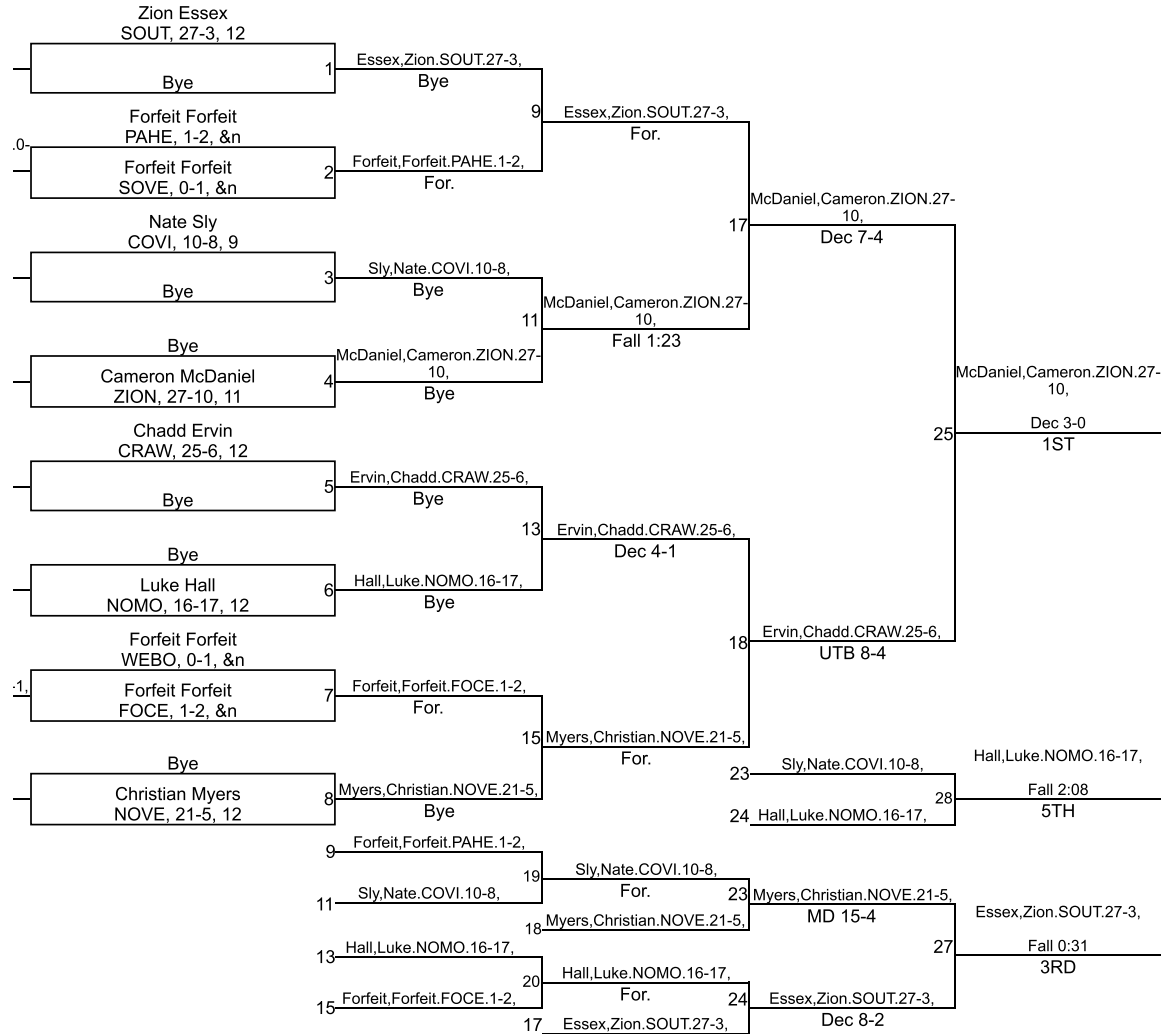 Zion Essex
SOUT, 27-3, 12
1
Bye
Essex,Zion.SOUT.27-3,
Bye
9
Essex,Zion.SOUT.27-3,
For.
Forfeit Forfeit
PAHE, 1-2, &n
.0-
Forfeit Forfeit
SOVE, 0-1, &n
2
Forfeit,Forfeit.PAHE.1-2,
For.
17
McDaniel,Cameron.ZION.27-
10,
Dec 7-4
Nate Sly
COVI, 10-8, 9
3
Bye
Sly,Nate.COVI.10-8,
Bye
11
McDaniel,Cameron.ZION.27-
10,
Fall 1:23
Bye
Cameron McDaniel
ZION, 27-10, 11
4
McDaniel,Cameron.ZION.27-
10,
Bye
25
McDaniel,Cameron.ZION.27-
10,
Dec 3-0
1ST
Chadd Ervin
CRAW, 25-6, 12
5
Bye
Ervin,Chadd.CRAW.25-6,
Bye
13
Ervin,Chadd.CRAW.25-6,
Dec 4-1
Bye
Luke Hall
NOMO, 16-17, 12
6
Hall,Luke.NOMO.16-17,
Bye
18
Ervin,Chadd.CRAW.25-6,
UTB 8-4
Forfeit Forfeit
WEBO, 0-1, &n
-1,
Forfeit Forfeit
FOCE, 1-2, &n
7
Forfeit,Forfeit.FOCE.1-2,
For.
15
Myers,Christian.NOVE.21-5,
For.
Bye
Christian Myers
NOVE, 21-5, 12
8
Myers,Christian.NOVE.21-5,
Bye
23
Sly,Nate.COVI.10-8,
24
Hall,Luke.NOMO.16-17,
28
Hall,Luke.NOMO.16-17,
Fall 2:08
5TH
9
Forfeit,Forfeit.PAHE.1-2,
11
Sly,Nate.COVI.10-8,
19
Sly,Nate.COVI.10-8,
For.
18
Myers,Christian.NOVE.21-5,
23
Myers,Christian.NOVE.21-5,
MD 15-4
13
Hall,Luke.NOMO.16-17,
15
Forfeit,Forfeit.FOCE.1-2,
20
Hall,Luke.NOMO.16-17,
For.
17
Essex,Zion.SOUT.27-3,
24
Essex,Zion.SOUT.27-3,
Dec 8-2
27
Essex,Zion.SOUT.27-3,
Fall 0:31
3RD